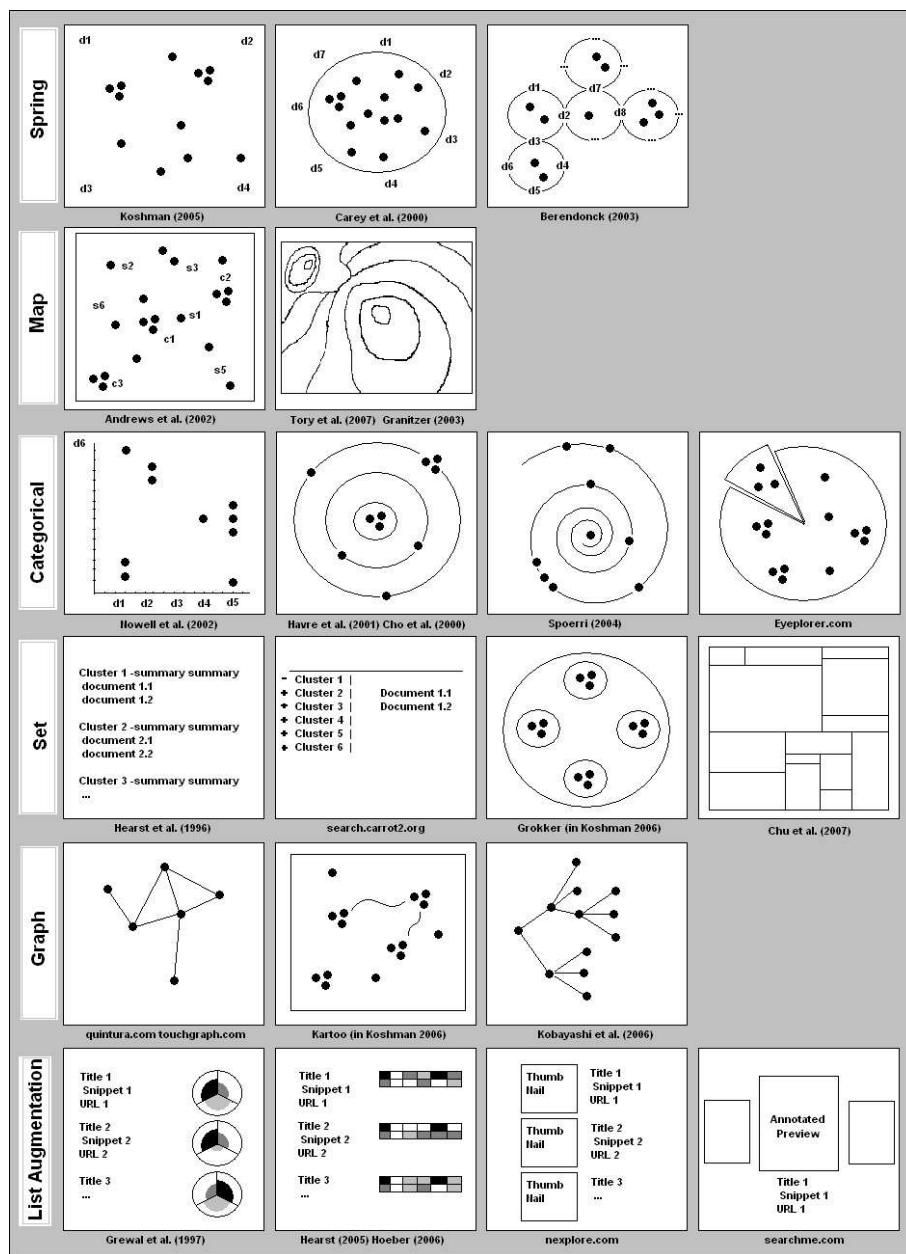 Spring
d1
d2
d3
d4
Koshman (2005)
d1
d7
d2
d6
d3
d5
d4
Carey et al. (2000)
...
... ...
d1 d7 ...
d2 d8 ...
d3 ... ...
d6 d4
d5
Berendonck (2003)
Map
s2 s3
c2
s6
s1
c1
s5
c3
Andrews et al. (2002)
Tory et al. (2007) Granitzer (2003)
Categorical
d6
d1 d2 d3 d4 d5
Nowell et al. (2002)
Havre et al. (2001) Cho et al. (2000)
Spoerri (2004)
Eyeplorer.com
Set
Cluster 1 -summary summary
document 1.1
document 1.2
Cluster 2 -summary summary
document 2.1
document 2.2
Cluster 3 -summary summary
...
Hearst et al. (1996)
- Cluster 1 |
+ Cluster 2 | Document 1.1
+ Cluster 3 | Document 1.2
+ Cluster 4 |
+ Cluster 5 |
+ Cluster 6 |
search.carrot2.org
Grokker (in Koshman 2006)
Chu et al. (2007)
Graph
quintura.com touchgraph.com
Kartoo (in Koshman 2006)
Kobayashi et al. (2006)
List Augmentation
Title 1
Snippet 1
URL 1
Title 2
Snippet 2
URL 2
Title 3
...
Grewal et al. (1997)
Title 1
Snippet 1
URL 1
Title 2
Snippet 2
URL 2
Title 3
...
Hearst (2005) Hoeber (2006)
Thumb
Nail
Title 1
Snippet 1
URL 1
Thumb
Nail
Title 2
Snippet 2
URL 2
Thumb
Nail
Title 3
...
nexplore.com
Annotated
Preview
Title 1
Snippet 1
URL 1
searchme.com